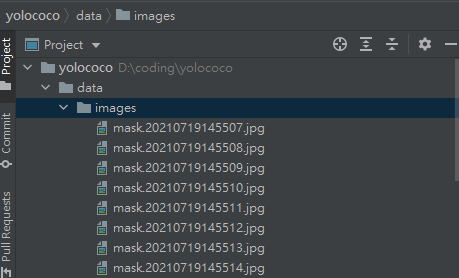 yolococo > data > images
Project
yolococo D:\coding\yolococo
data
images
mask.20210719145507.jpg
mask.20210719145508.jpg
mask.20210719145509.jpg
mask.20210719145510.jpg
mask.20210719145511.jpg
mask.20210719145512.jpg
mask.20210719145513.jpg
mask.20210719145514.jpg
Project
Commit
Pull Requests